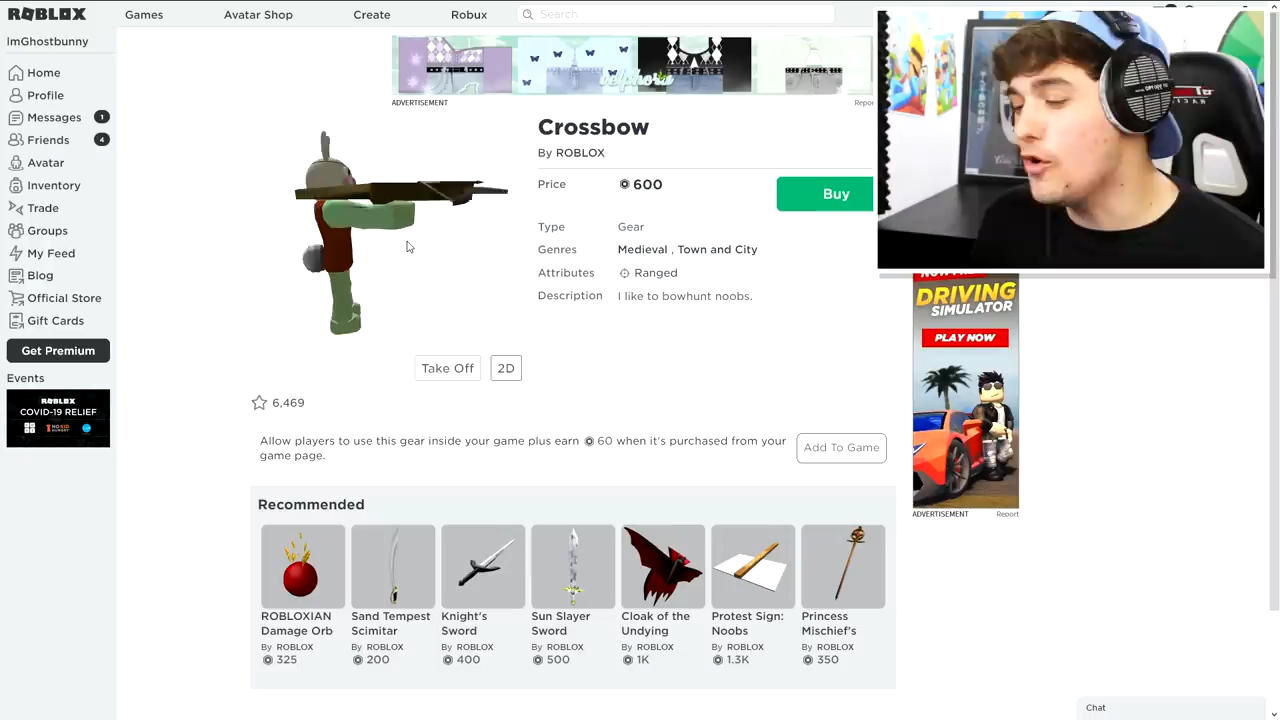 ROBLOX
Games
Avatar Shop
Create
Robux
Search
ImGhostbunny
Home
Profile
Messages
1
Friends
4
Avatar
Inventory
Trade
Groups
My Feed
Blog
Official Store
Gift Cards
Get Premium
Events
ROBLOX
COVID-19 RELIEF
ADVERTISEMENT
Crossbow
By ROBLOX
Price
600
Buy
Type
Gear
Genres
Medieval , Town and City
Attributes
Ranged
Description
I like to bowhunt noobs.
Take Off
2D
6,469
Allow players to use this gear inside your game plus earn 60 when it's purchased from your
game page.
Add To Game
Recommended
ROBLOXIAN
Damage Orb
By ROBLOX
325
Sand Tempest
Scimitar
By ROBLOX
200
Knight's
Sword
By ROBLOX
400
Sun Slayer
Sword
By ROBLOX
500
Cloak of the
Undying
By ROBLOX
1K
Protest Sign:
Noobs
By ROBLOX
1.3K
Princess
Mischief's
By ROBLOX
350
DRIVING
SIMULATOR
PLAY NOW
ADVERTISEMENT
Report
Chat